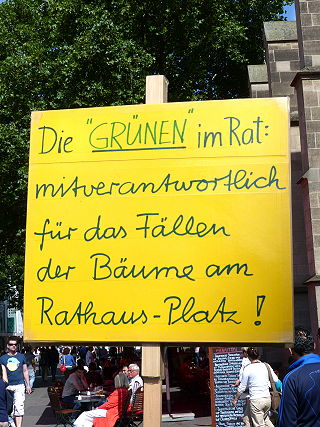 Die "GRÜNEN" im Rat:
mitverantwortlich
für das Fällen
der Bäume am
Rathaus-Platz!